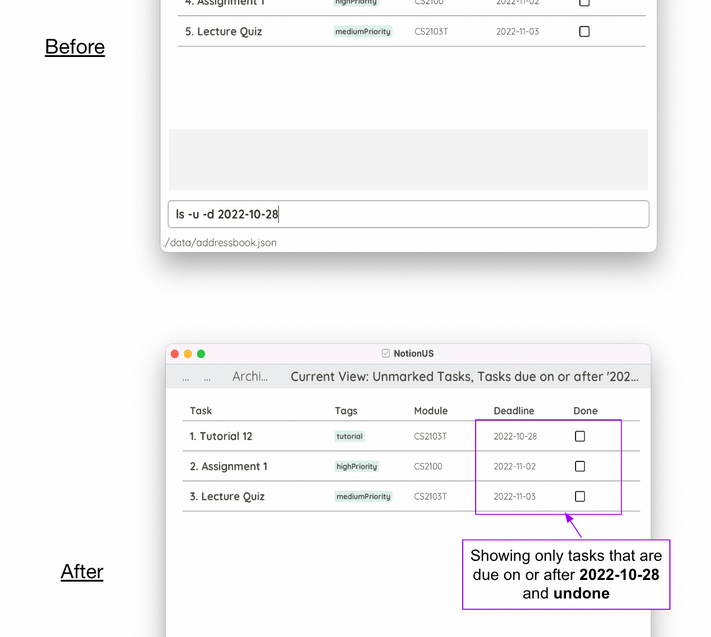 4. Assignment 1 highPriority CS2100 2022-11-02
Before
5. Lecture Quiz mediumPriority CS2103T 2022-11-03
ls -u -d 2022-10-28
./data/addressbook.json
NotionUS
... ... Archi... Current View: Unmarked Tasks, Tasks due on or after '202...
Task Tags Module Deadline Done
1. Tutorial 12 tutorial CS2103T 2022-10-28
2. Assignment 1 highPriority CS2100 2022-11-02
3. Lecture Quiz mediumPriority CS2103T 2022-11-03
Showing only tasks that are
due on or after 2022-10-28
and undone
After